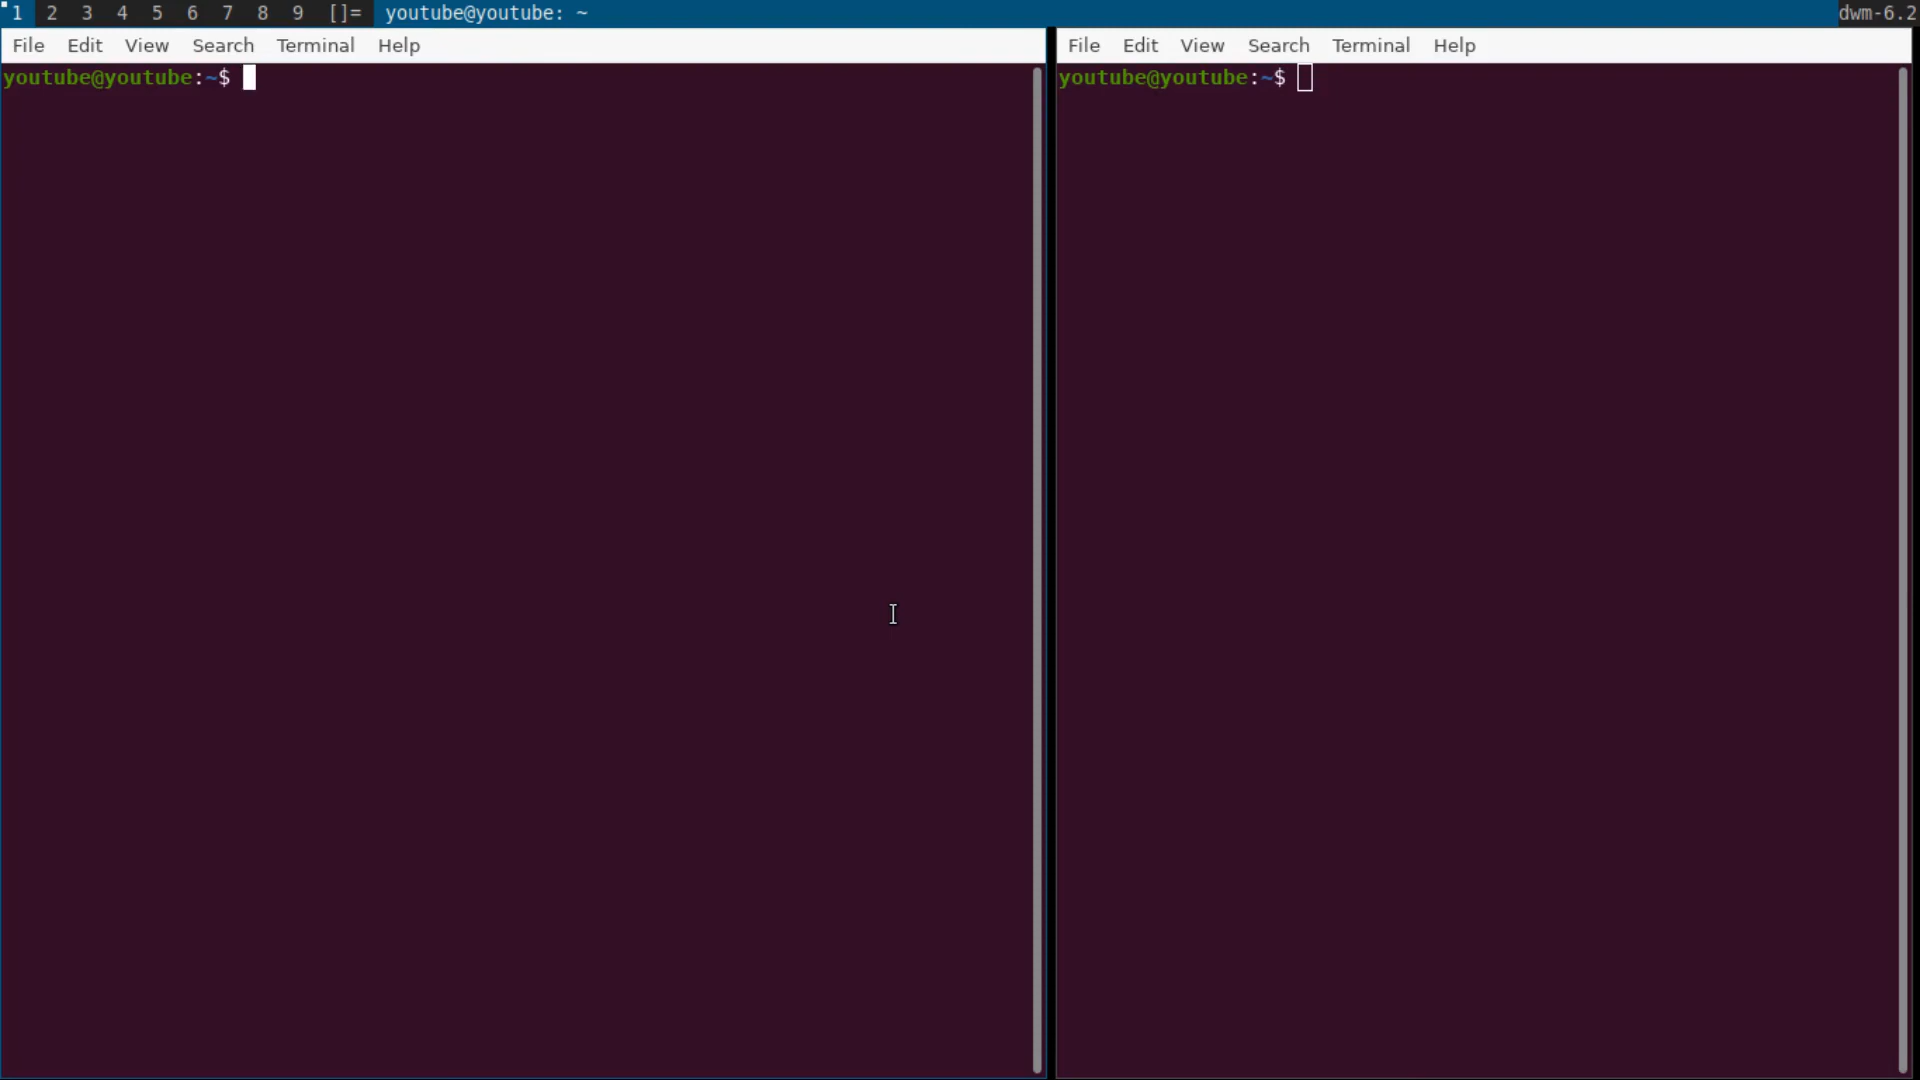 1 2 3 4 5 6 7 8 9 []= youtube@youtube: ~ dwm-6.2
File Edit View Search Terminal Help
youtube@youtube:~$
File Edit View Search Terminal Help
youtube@youtube:~$